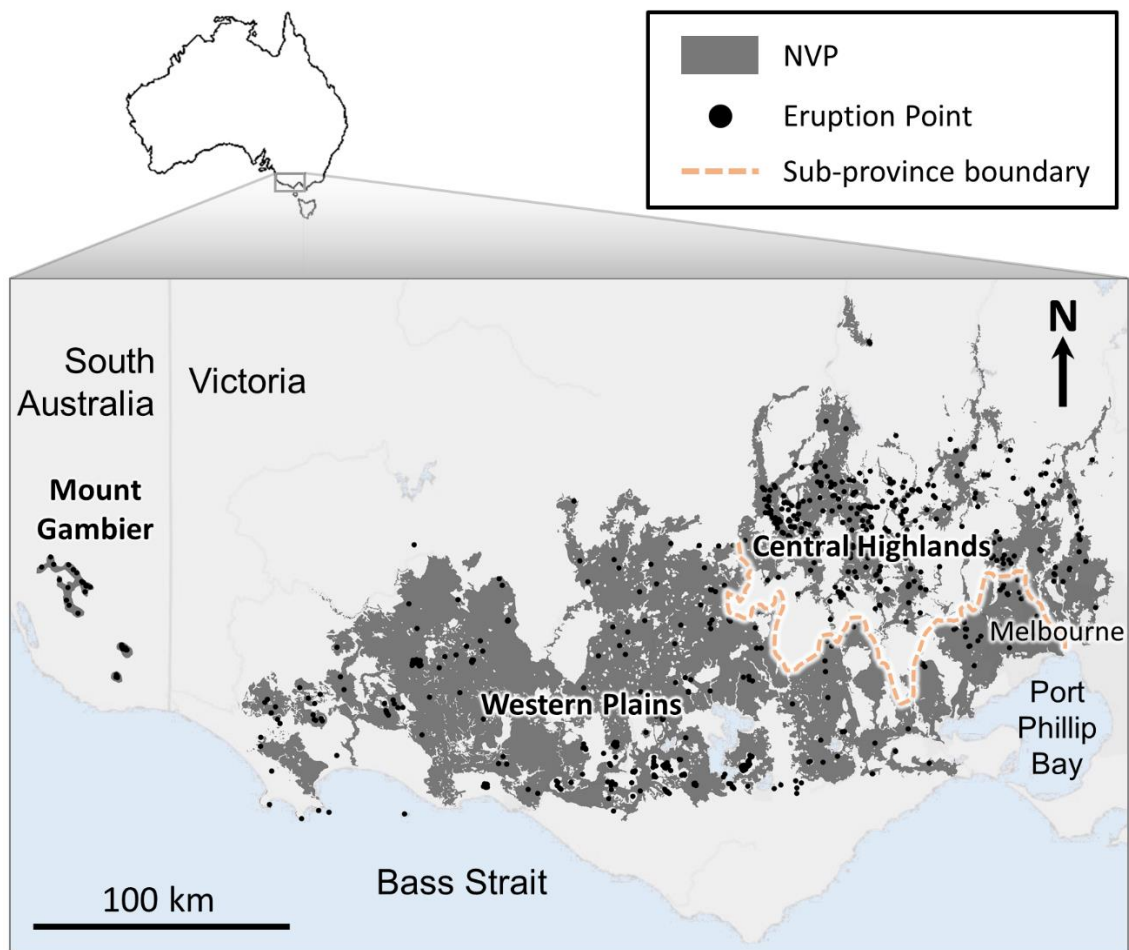 NVP
Eruption Point
Sub-province boundary
N
South
Australia
Victoria
Mount
Gambier
Central Highlands
Melbourne
Western Plains
Port
Phillip
Bay
Bass Strait
100 km